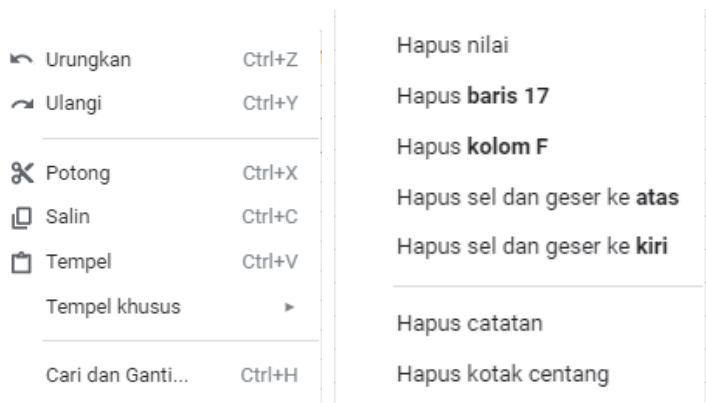 Urungkan Ctrl+Z
Ulangi Ctrl+Y
Potong Ctrl+X
Salin Ctrl+C
Tempel Ctrl+V
Tempel khusus
Cari dan Ganti... Ctrl+H
Hapus nilai
Hapus baris 17
Hapus kolom F
Hapus sel dan geser ke atas
Hapus sel dan geser ke kiri
Hapus catatan
Hapus kotak centang